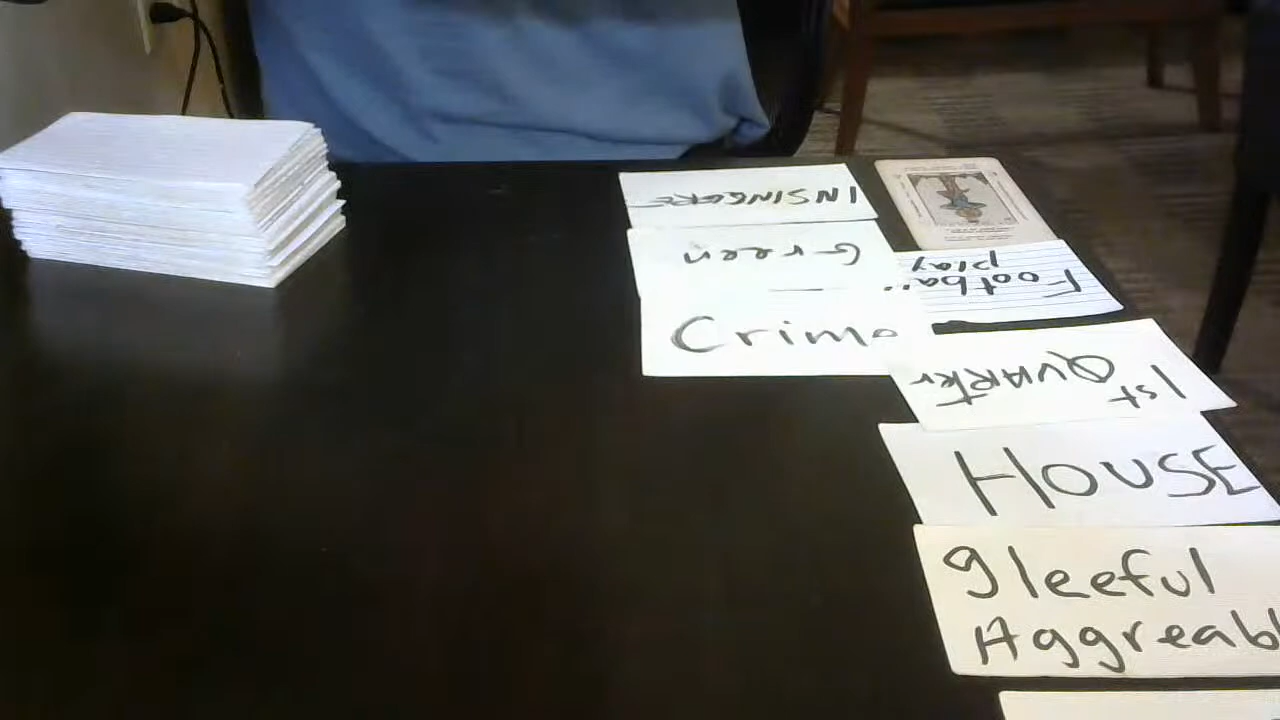 INSINCERE
Green
Crime
Football
play
1st
QUARTER
HOUSE
gleeful
Aggreabl